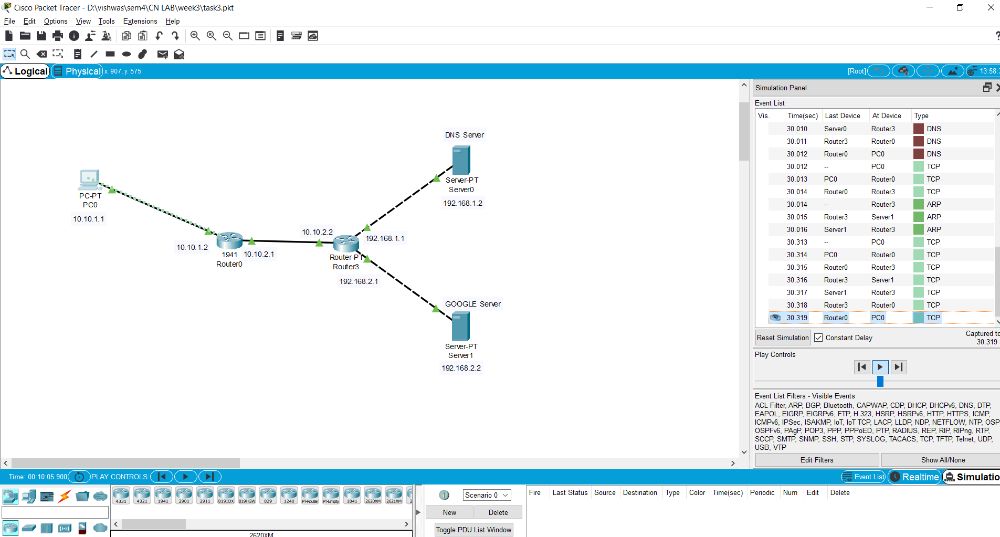 Cisco Packet Tracer - D:\vishwas\sem4\CN LAB\week3\task3.pkt
File Edit Options View Tools Extensions Help
Logical Physical x: 907, y: 575 [Root] 13:58:3
DNS Server
Server-PT
Server0
192.168.1.2
PC-PT
PC0
10.10.1.1
10.10.1.2
1941
Router0
10.10.2.1
10.10.2.2
192.168.1.1
Router-PT
Router3
192.168.2.1
GOOGLE Server
Server-PT
Server1
192.168.2.2
Simulation Panel
Event List
Vis. Time(sec) Last Device At Device Type
30.010 Server0 Router3 DNS
30.011 Router3 Router0 DNS
30.012 Router0 PC0 DNS
30.012 -- PC0 TCP
30.013 PC0 Router0 TCP
30.014 Router0 Router3 TCP
30.014 -- Router3 ARP
30.015 Router3 Server1 ARP
30.016 Server1 Router3 ARP
30.313 -- PC0 TCP
30.314 PC0 Router0 TCP
30.315 Router0 Router3 TCP
30.316 Router3 Server1 TCP
30.317 Server1 Router3 TCP
30.318 Router3 Router0 TCP
30.319 Router0 PC0 TCP
Reset Simulation Constant Delay
Captured to
30.319
Play Controls
Event List Filters - Visible Events
ACL Filter, ARP, BGP, Bluetooth, CAPWAP, CDP, DHCP, DHCPv6, DNS, DTP,
EAPOL, EIGRP, EIGRPv6, FTP, H.323, HSRP, HSRPv6, HTTP, HTTPS, ICMP,
ICMPv6, IPSec, ISAKMP, IoT, IoT TCP, LACP, LLDP, NDP, NETFLOW, NTP, OSP
OSPFv6, PAgP, POP3, PPP, PPPoED, PTP, RADIUS, REP, RIP, RIPng, RTP,
SCCP, SMTP, SNMP, SSH, STP, SYSLOG, TACACS, TCP, TFTP, Telnet, UDP,
USB, VTP
Edit Filters Show All/None
Time: 00:10:05.900 PLAY CONTROLS: Event List Realtime Simulatio
4331 4321 1941 2901 2911 819IOX 819HGW 829 1240 PT-Router PT-Empty 1841 2620XM 2621XM 2
2620XM
Scenario 0
New Delete
Toggle PDU List Window
Fire Last Status Source Destination Type Color Time(sec) Periodic Num Edit Delete